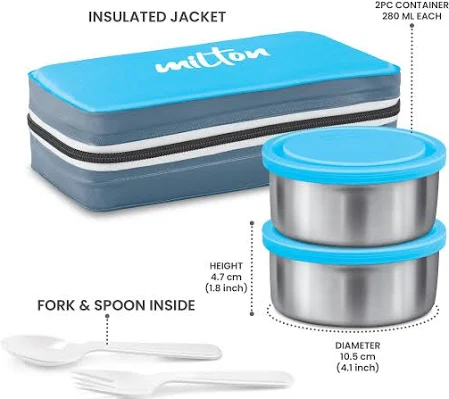 INSULATED JACKET
2PC CONTAINER
280 ML EACH
milton
HEIGHT
4.7 cm
(1.8 inch)
FORK & SPOON INSIDE
DIAMETER
10.5 cm
(4.1 inch)